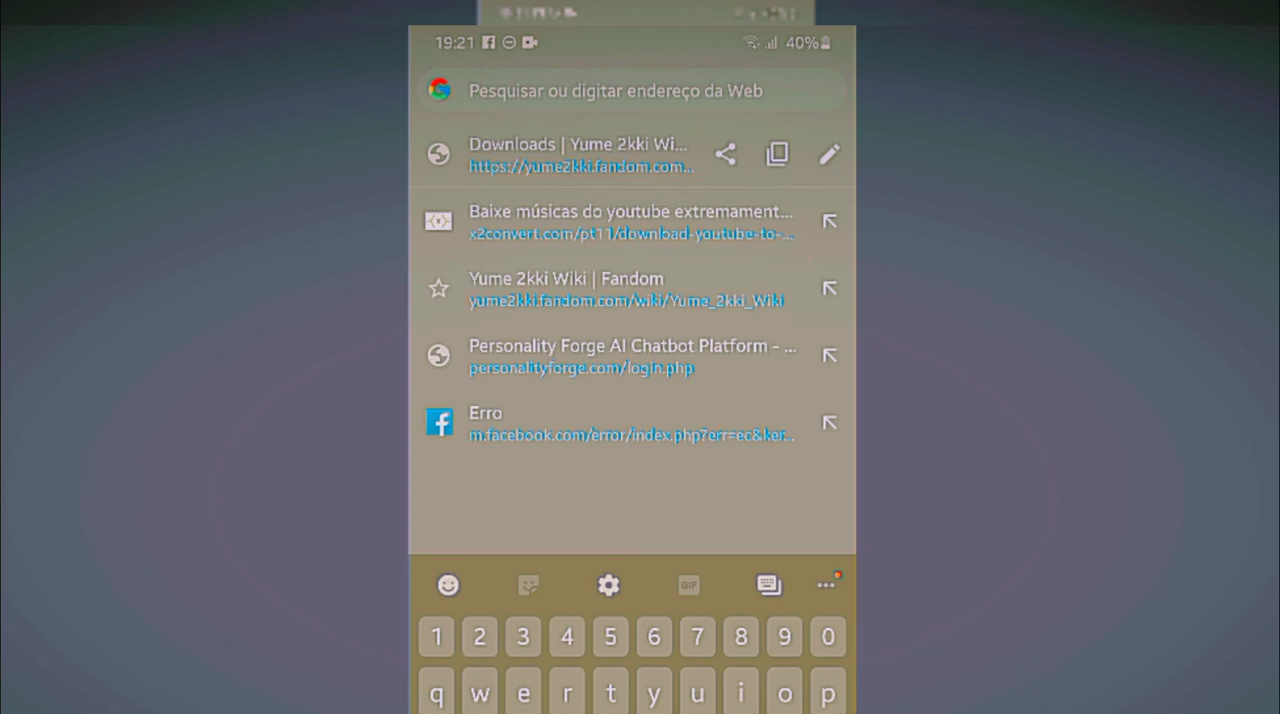 19:21 40%
Pesquisar ou digitar endereço da Web
Downloads | Yume 2kki Wi...
https://yume2kki.fandom.com...
Baixe músicas do youtube extremament...
x2convert.com/pt11/download-youtube-to-...
Yume 2kki Wiki | Fandom
yume2kki.fandom.com/wiki/Yume_2kki_Wiki
Personality Forge AI Chatbot Platform - ...
personalityforge.com/login.php
Erro
m.facebook.com/error/index.php?err=ec&ker...
GIF
1 2 3 4 5 6 7 8 9 0
q w e r t y u i o p